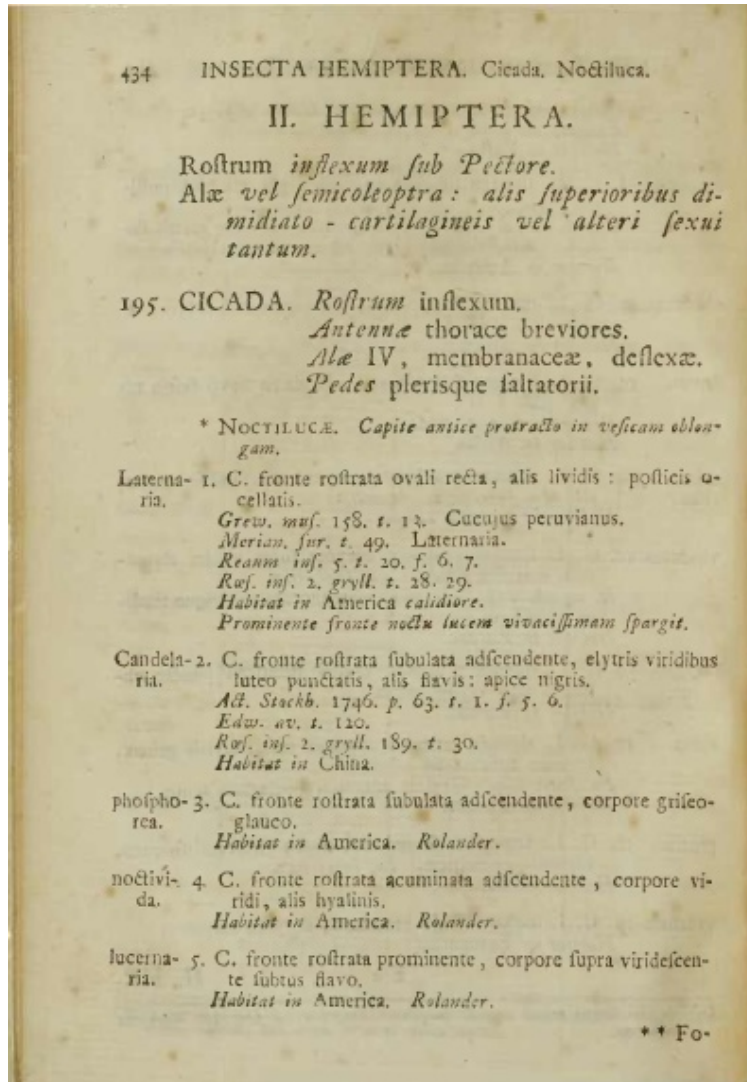 434 INSECTA HEMIPTERA. Cicada. Noctiluca.
II. HEMIPTERA.
Roſtrum inflexum ſub Pectore.
Alæ vel ſemicoleoptra: alis ſuperioribus di-
midiato - cartilagineis vel alteri ſexui
tantum.
195. CICADA. Roſtrum inflexum.
Antennæ thorace breviores.
Alæ IV, membranaceæ, deflexæ.
Pedes plerisque ſaltatorii.
* NOCTILUCÆ. Capite antice protracto in veſicam oblon-
gam.
Laterna- 1. C. fronte roſtrata ovali recta, alis lividis: poſticis o-
ria. cellatis.
Grew. muſ. 158. t. 13. Cucujus peruvianus.
Merian. ſur. t. 49. Laternaria.
Reaum inſ. 5. t. 20. f. 6. 7.
Rœſ. inſ. 2. gryll. t. 28. 29.
Habitat in America calidiore.
Prominente fronte noctu lucem vivaciſſimam ſpargit.
Candela- 2. C. fronte roſtrata ſubulata adſcendente, elytris viridibus
ria. luteo punctatis, alis flavis: apice nigris.
Act. Stockh. 1746. p. 63. t. 1. f. 5. 6.
Edw. av. t. 120.
Rœſ. inſ. 2. gryll. 189. t. 30.
Habitat in China.
phoſpho- 3. C. fronte roſtrata ſubulata adſcendente, corpore griſeo-
rea. glauco.
Habitat in America. Rolander.
noctivi- 4. C. fronte roſtrata acuminata adſcendente, corpore vi-
da. ridi, alis hyalinis.
Habitat in America. Rolander.
lucerna- 5. C. fronte roſtrata prominente, corpore ſupra virideſcen-
ria. te ſubtus flavo.
Habitat in America. Rolander.
* * Fo-